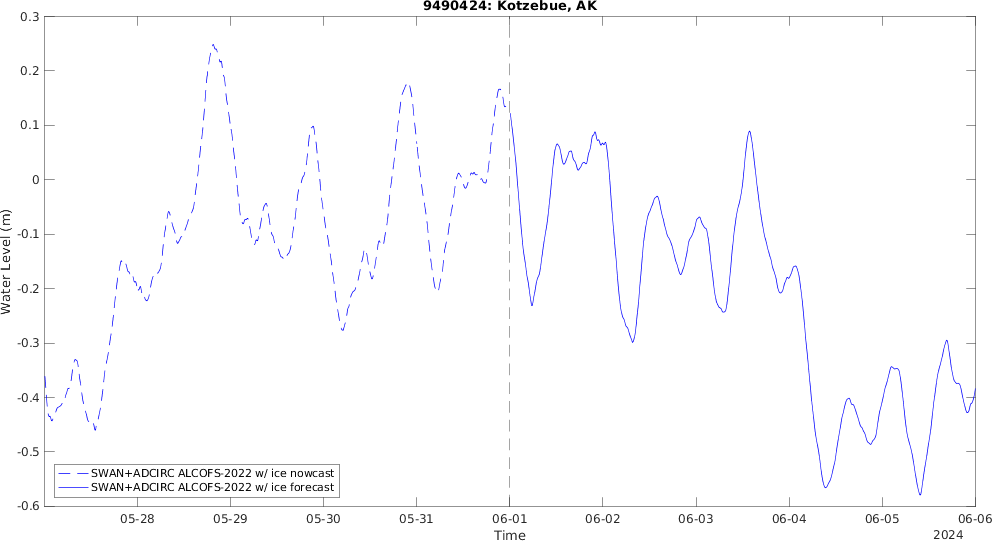 9490424: Kotzebue, AK
0.3
0.2
0.1
0
-0.1
-0.2
-0.3
-0.4
-0.5
-0.6
Water Level (m)
SWAN+ADCIRC ALCOFS-2022 w/ ice nowcast
SWAN+ADCIRC ALCOFS-2022 w/ ice forecast
05-28 05-29 05-30 05-31 06-01 06-02 06-03 06-04 06-05 06-06
Time
2024